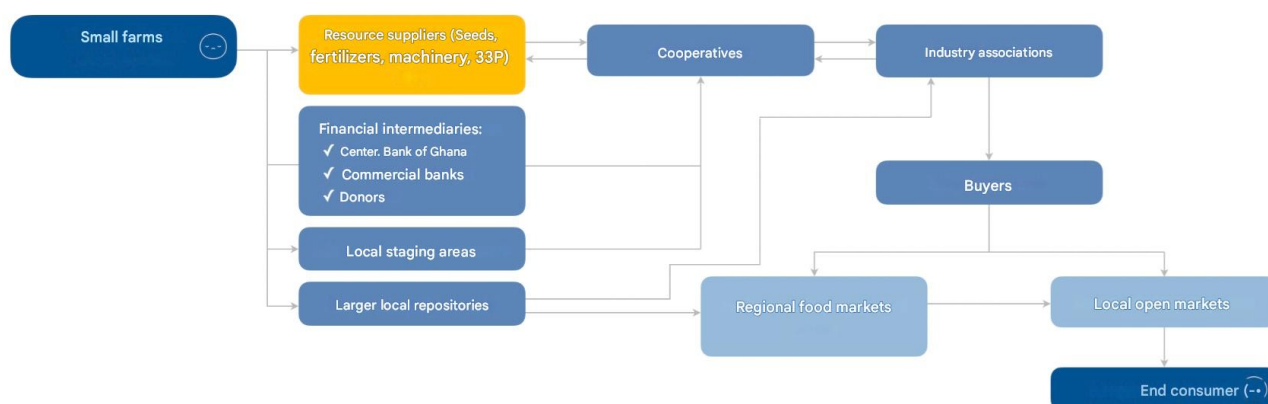 Small farms
Resource suppliers (Seeds,
fertilizers, machinery, 33P)
Cooperatives
Industry associations
Financial intermediaries:
✓ Center. Bank of Ghana
✓ Commercial banks
✓ Donors
Buyers
Local staging areas
Larger local repositories
Regional food markets
Local open markets
End consumer